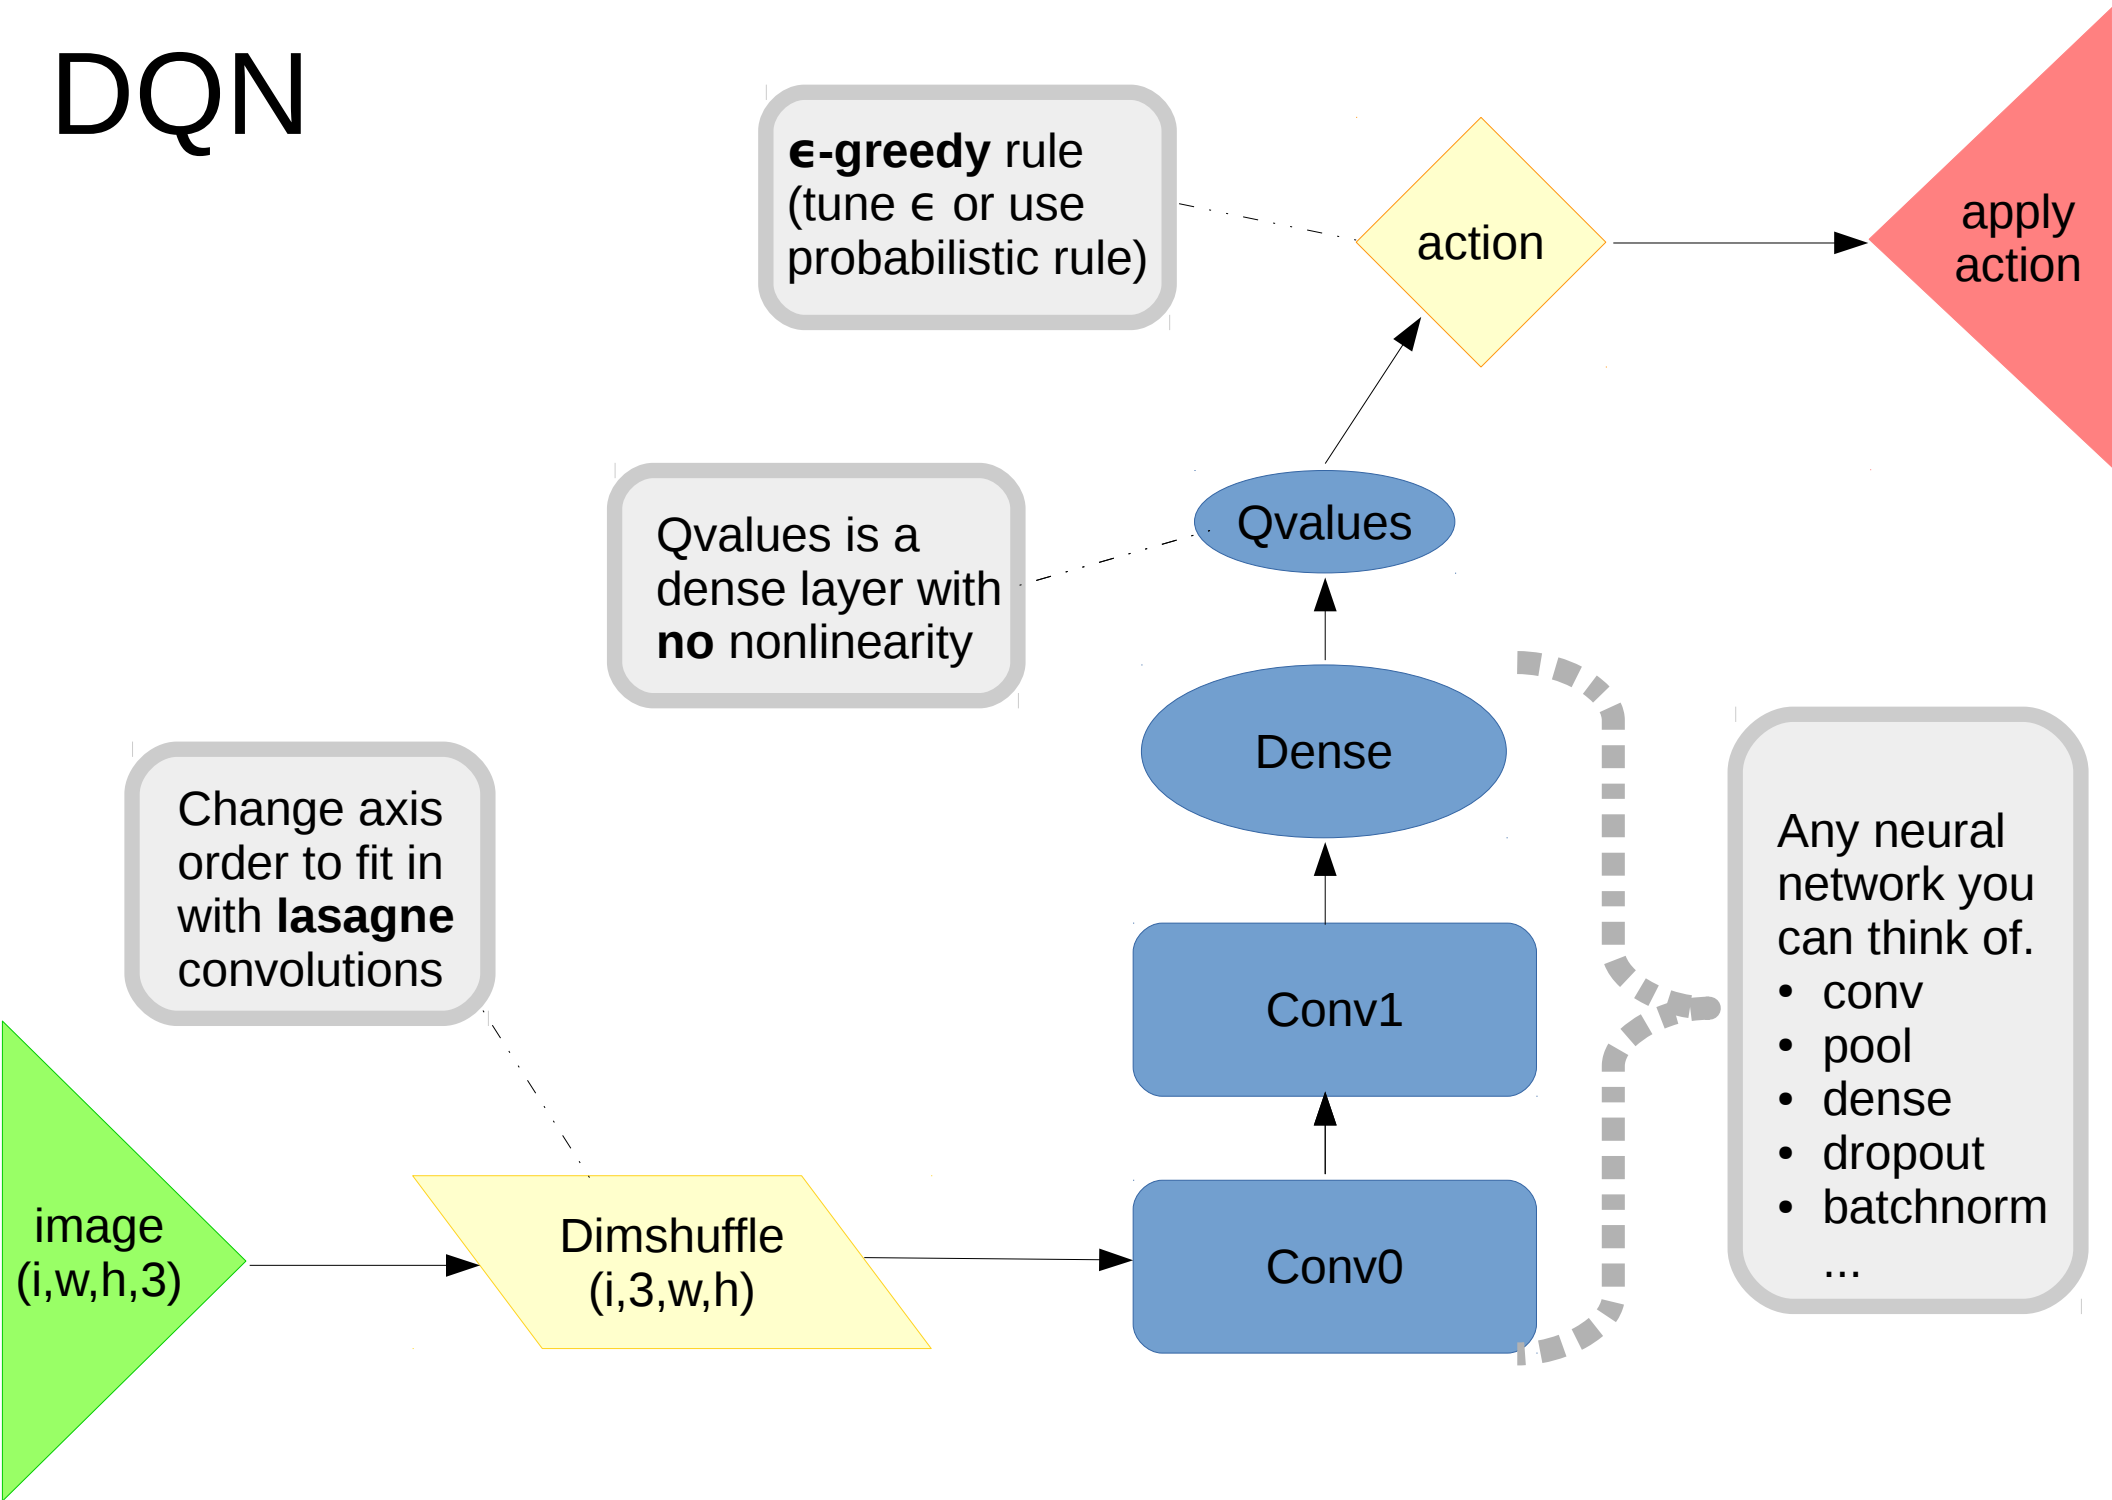 DQN
ϵ-greedy rule
(tune ϵ or use
probabilistic rule)
action
apply
action
Qvalues is a
dense layer with
no nonlinearity
Qvalues
Dense
Change axis
order to fit in
with lasagne
convolutions
Conv1
Any neural
network you
can think of.
• conv
• pool
• dense
• dropout
• batchnorm
...
image
(i,w,h,3)
Dimshuffle
(i,3,w,h)
Conv0